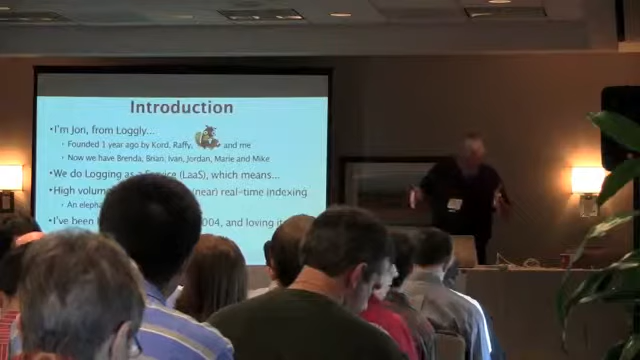 Introduction
•I'm Jon, from Loggly...
• Founded 1 year ago by Kord, Raffy, and me
• Now we have Brenda, Brian, Ivan, Jordan, Marie and Mike
•We do Logging as a Service (LaaS), which means...
•High volume (near) real-time indexing
• An
•I've been 2004, and loving it